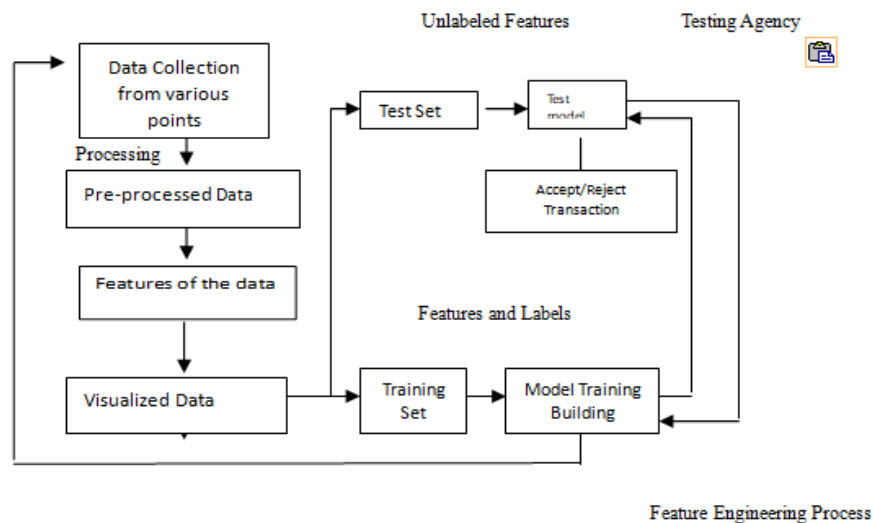 Unlabeled Features
Testing Agency
Data Collection
from various
points
Test Set
Test
model
Processing
Pre-processed Data
Accept/Reject
Transaction
Features of the data
Features and Labels
Visualized Data
Training
Set
Model Training
Building
Feature Engineering Process